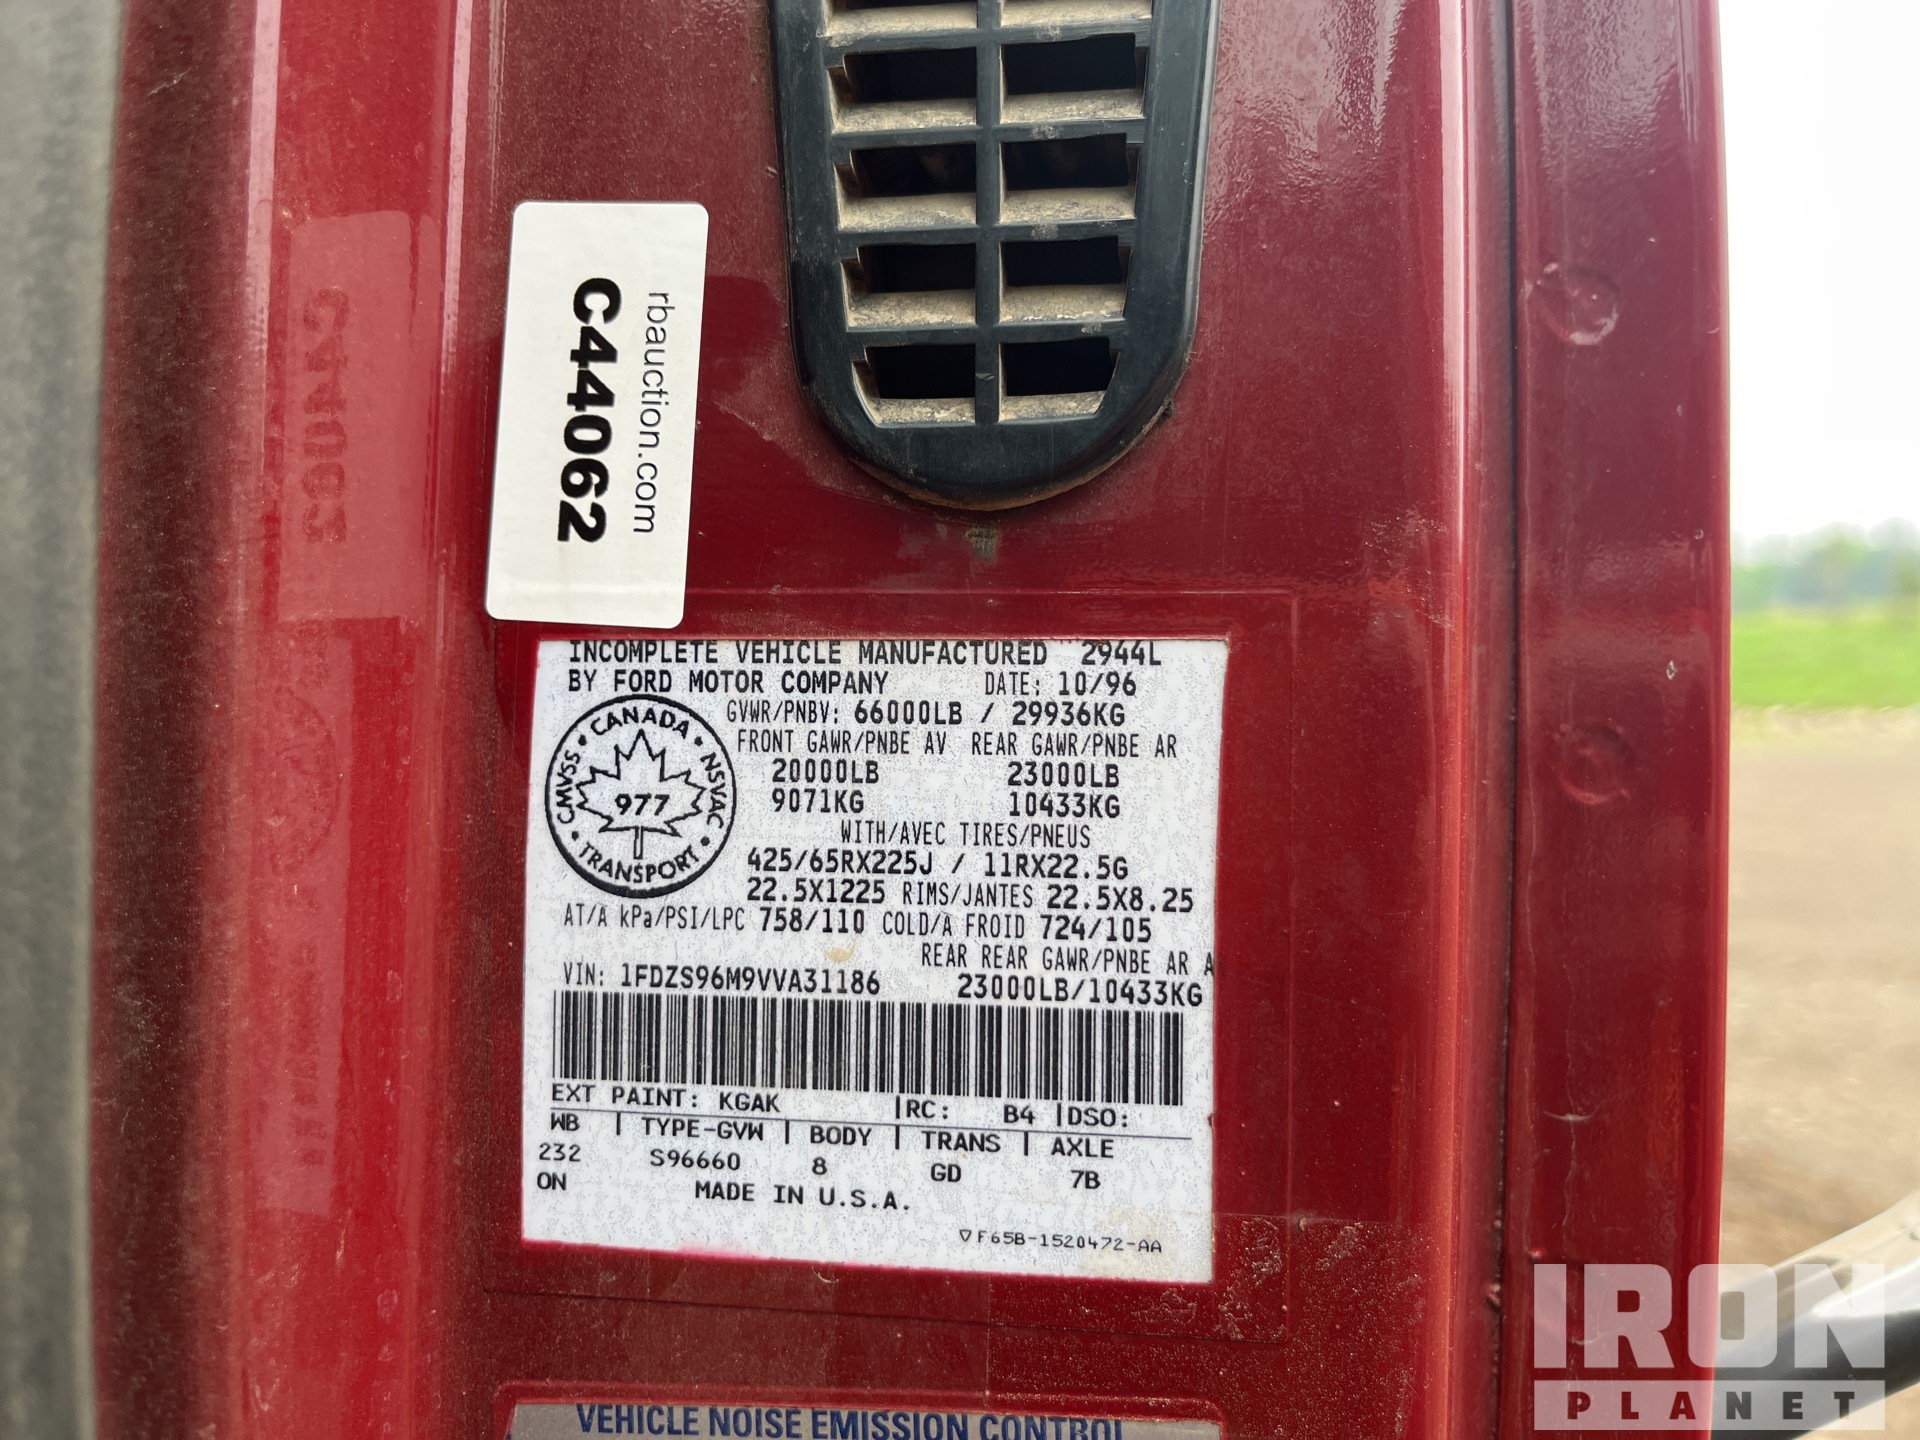 rbauction.com
C44062
INCOMPLETE VEHICLE MANUFACTURED 2944L
BY FORD MOTOR COMPANY DATE: 10/96
GVWR/PNBV: 66000LB / 29936KG
FRONT GAWR/PNBE AV REAR GAWR/PNBE AR
20000LB 23000LB
9071KG 10433KG
WITH/AVEC TIRES/PNEUS
425/65RX225J / 11RX22.5G
22.5X1225 RIMS/JANTES 22.5X8.25
AT/A kPa/PSI/LPC 758/110 COLD/A FROID 724/105
REAR REAR GAWR/PNBE AR A
VIN: 1FDZS96M9VVA31186 23000LB/10433KG
CANADA
CMVSS • NSVAC
977
TRANSPORT
EXT PAINT: KGAK |RC: B4 |DSO:
WB | TYPE-GVW | BODY | TRANS | AXLE
232 S96660 8 GD 7B
ON MADE IN U.S.A.
▽F65B-1520472-AA
VEHICLE NOISE EMISSION CONTROL
IRON
PLANET